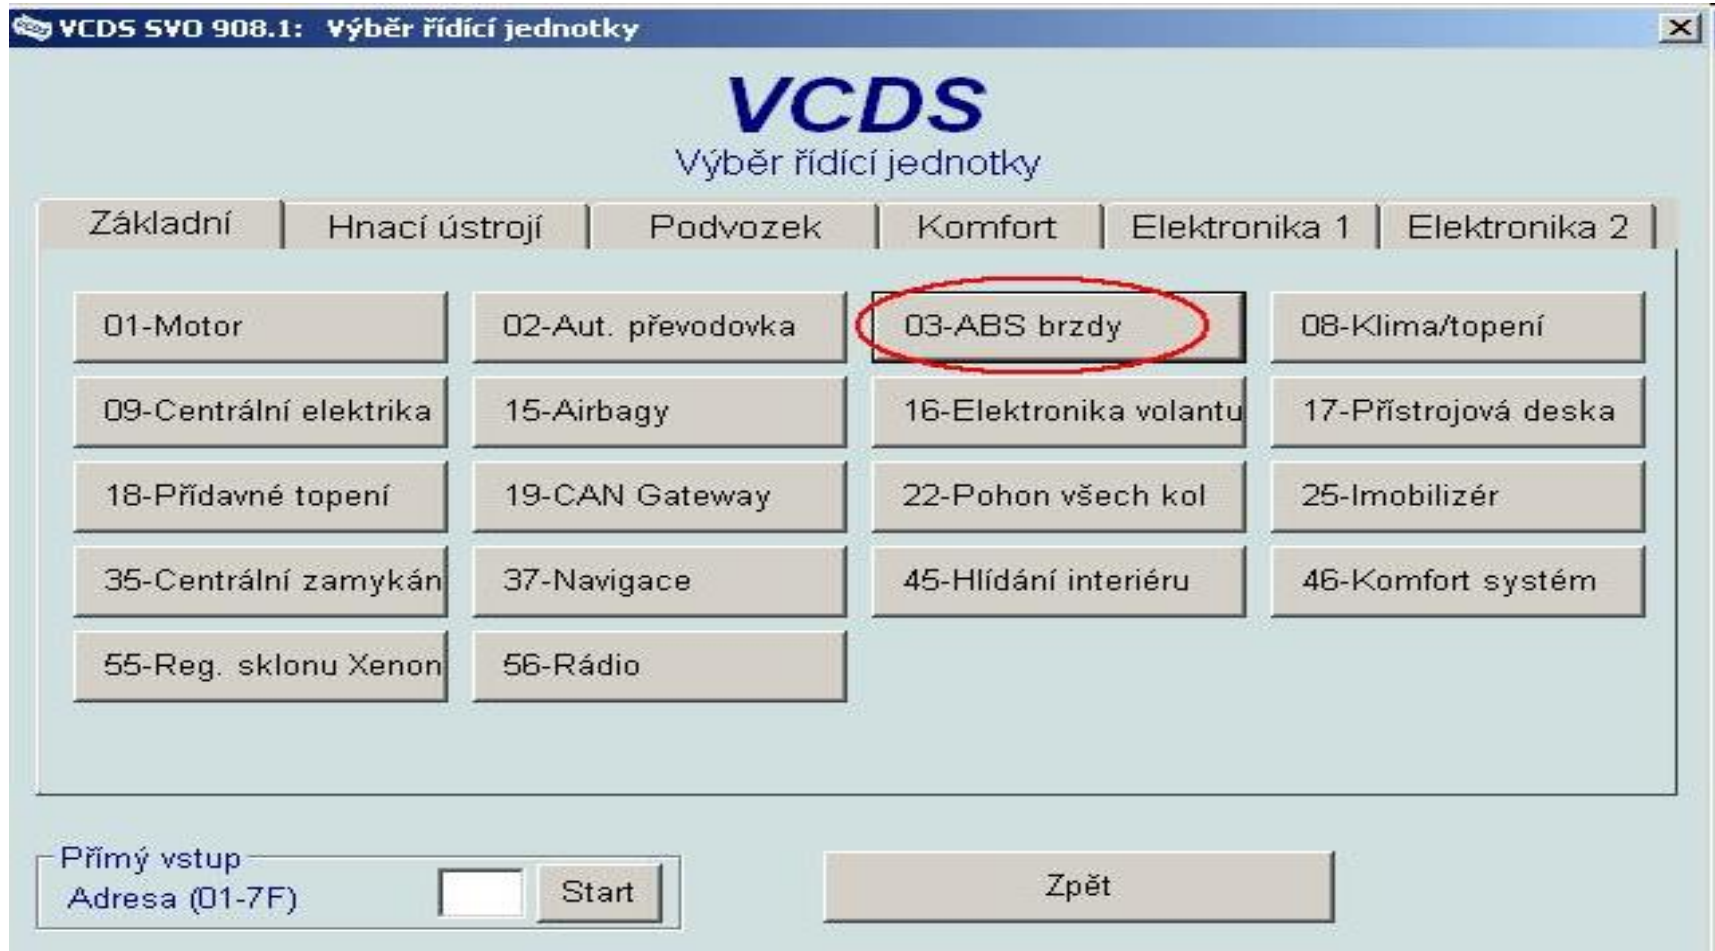 VCDS SVO 908.1: Výběr řídící jednotky
VCDS
Výběr řídící jednotky
Základní Hnací ústrojí Podvozek Komfort Elektronika 1 Elektronika 2
01-Motor 02-Aut. převodovka 03-ABS brzdy 08-Klima/topení
09-Centrální elektrika 15-Airbagy 16-Elektronika volantu 17-Přístrojová deska
18-Přídavné topení 19-CAN Gateway 22-Pohon všech kol 25-Imobilizér
35-Centrální zamykán 37-Navigace 45-Hlídání interiéru 46-Komfort systém
55-Reg. sklonu Xenon 56-Rádio
Přímý vstup
Adresa (01-7F) Start Zpět